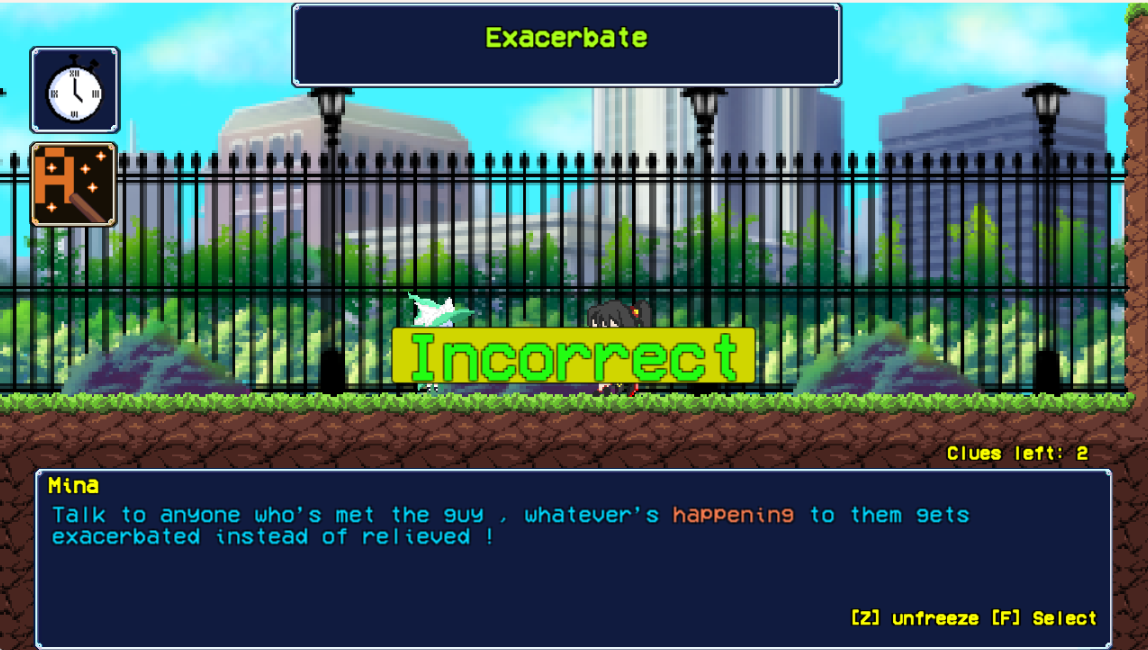 Exacerbate
Incorrect
Clues left: 2
Mina
Talk to anyone who's met the guy , whatever's happening to them gets
exacerbated instead of relieved !
[Z] unfreeze [F] Select